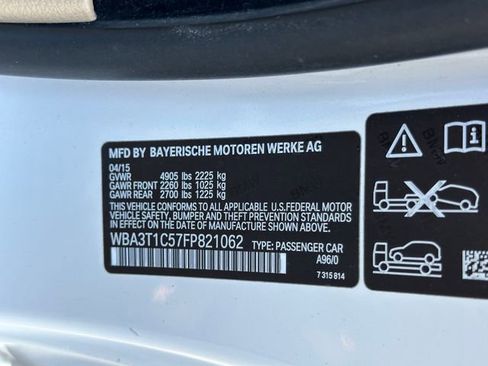 MFD BY BAYERISCHE MOTOREN WERKE AG
04/15
GVWR 4905 lbs 2225 kg
GAWR FRONT 2260 lbs 1025 kg
GAWR REAR 2700 lbs 1225 kg
THIS VEHICLE CONFORMS TO ALL APPLICABLE U.S.FEDERAL MOTOR
VEHICLE SAFETY, BUMPER, AND THEFT PREVENTION STANDARDS
IN EFFECT ON THE DATE OF MANUFACTURE SHOWN ABOVE.
WBA3T1C57FP821062 TYPE: PASSENGER CAR
A96/0
7 315 814